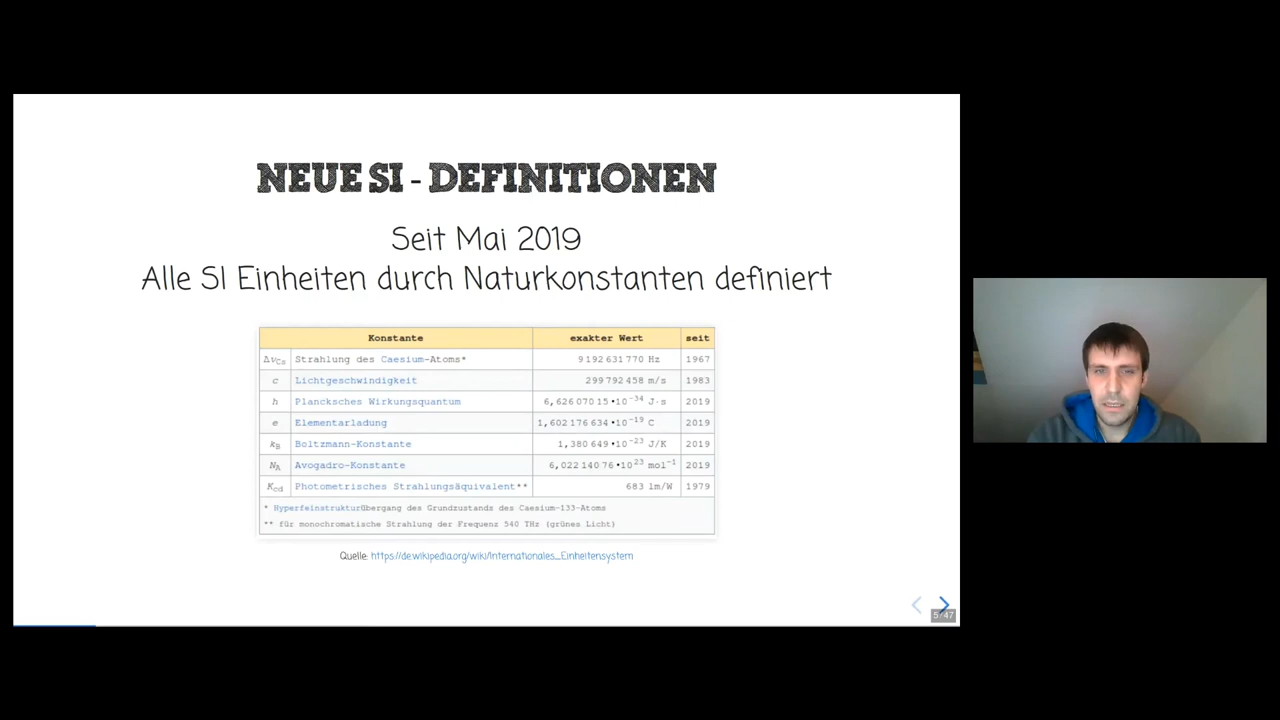 NEUE SI - DEFINITIONEN
Seit Mai 2019
Alle SI Einheiten durch Naturkonstanten definiert
Konstante exakter Wert seit
Δν_Cs Strahlung des Caesium-Atoms* 9 192 631 770 Hz 1967
c Lichtgeschwindigkeit 299 792 458 m/s 1983
h Plancksches Wirkungsquantum 6,626 070 15 •10⁻³⁴ J·s 2019
e Elementarladung 1,602 176 634 •10⁻¹⁹ C 2019
k_B Boltzmann-Konstante 1,380 649 •10⁻²³ J/K 2019
N_A Avogadro-Konstante 6,022 140 76 •10²³ mol⁻¹ 2019
K_cd Photometrisches Strahlungsäquivalent** 683 lm/W 1979
* Hyperfeinstrukturübergang des Grundzustands des Caesium-133-Atoms
** für monochromatische Strahlung der Frequenz 540 THz (grünes Licht)
Quelle: https://de.wikipedia.org/wiki/Internationales_Einheitensystem
5/47